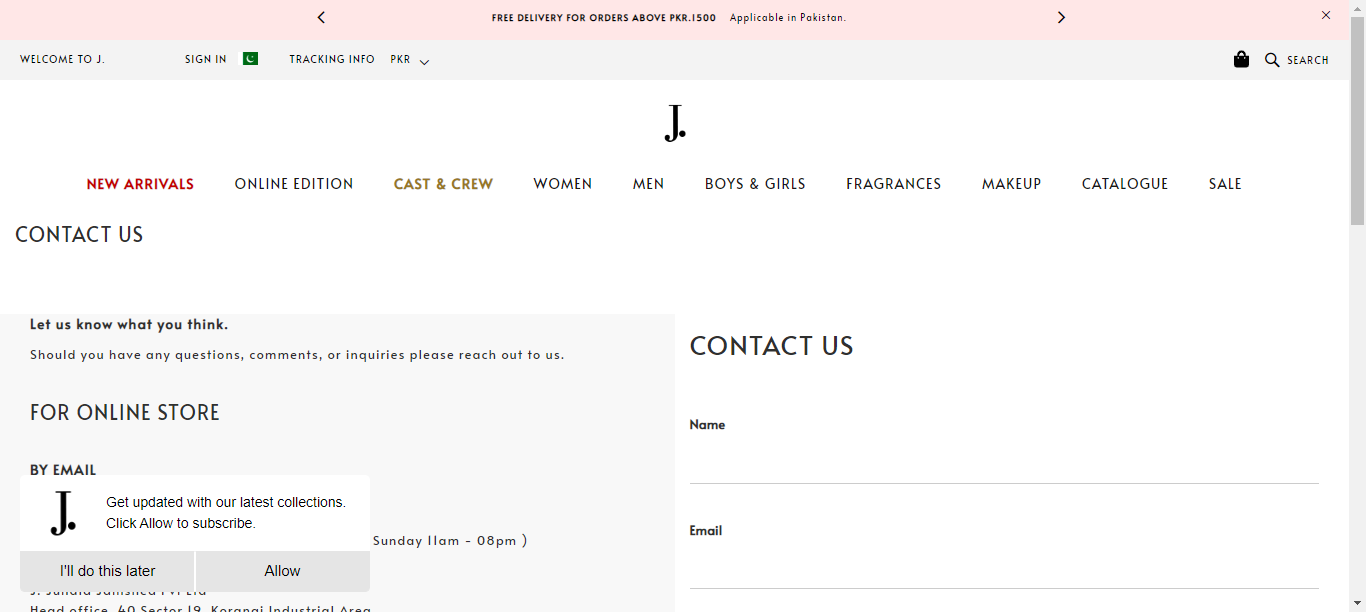 FREE DELIVERY FOR ORDERS ABOVE PKR.1500 Applicable in Pakistan.
WELCOME TO J. SIGN IN TRACKING INFO PKR SEARCH
J.
NEW ARRIVALS ONLINE EDITION CAST & CREW WOMEN MEN BOYS & GIRLS FRAGRANCES MAKEUP CATALOGUE SALE
CONTACT US
Let us know what you think.
Should you have any questions, comments, or inquiries please reach out to us.
FOR ONLINE STORE
BY EMAIL
J.
Get updated with our latest collections.
Click Allow to subscribe.
Sunday 11am - 08pm )
I'll do this later Allow
Head office, 40 Sector 19, Korangi Industrial Area
CONTACT US
Name
Email